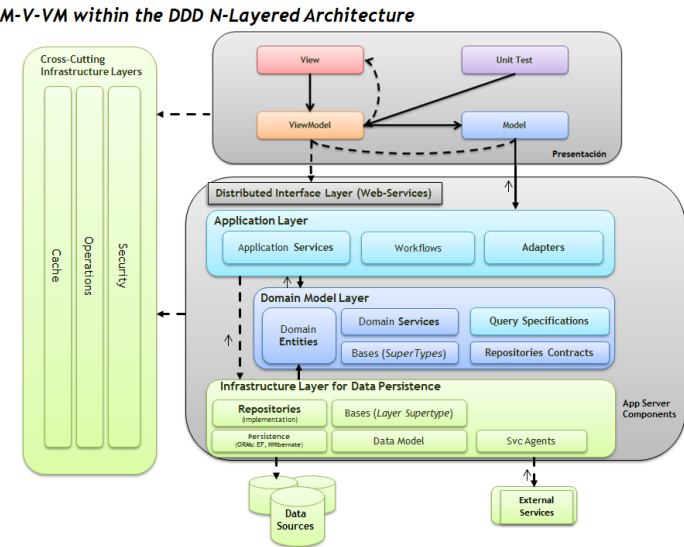 M-V-VM within the DDD N-Layered Architecture
Cross-Cutting
Infrastructure Layers
Cache
Operations
Security
View
Unit Test
ViewModel
Model
Presentación
Distributed Interface Layer (Web-Services)
Application Layer
Application Services
Workflows
Adapters
Domain Model Layer
Domain
Entities
Domain Services
Query Specifications
Bases (SuperTypes)
Repositories Contracts
Infrastructure Layer for Data Persistence
Repositories
(implementation)
Bases (Layer Supertype)
Persistence
(ORMs: EF, NHibernate)
Data Model
Svc Agents
App Server
Components
Data
Sources
External
Services